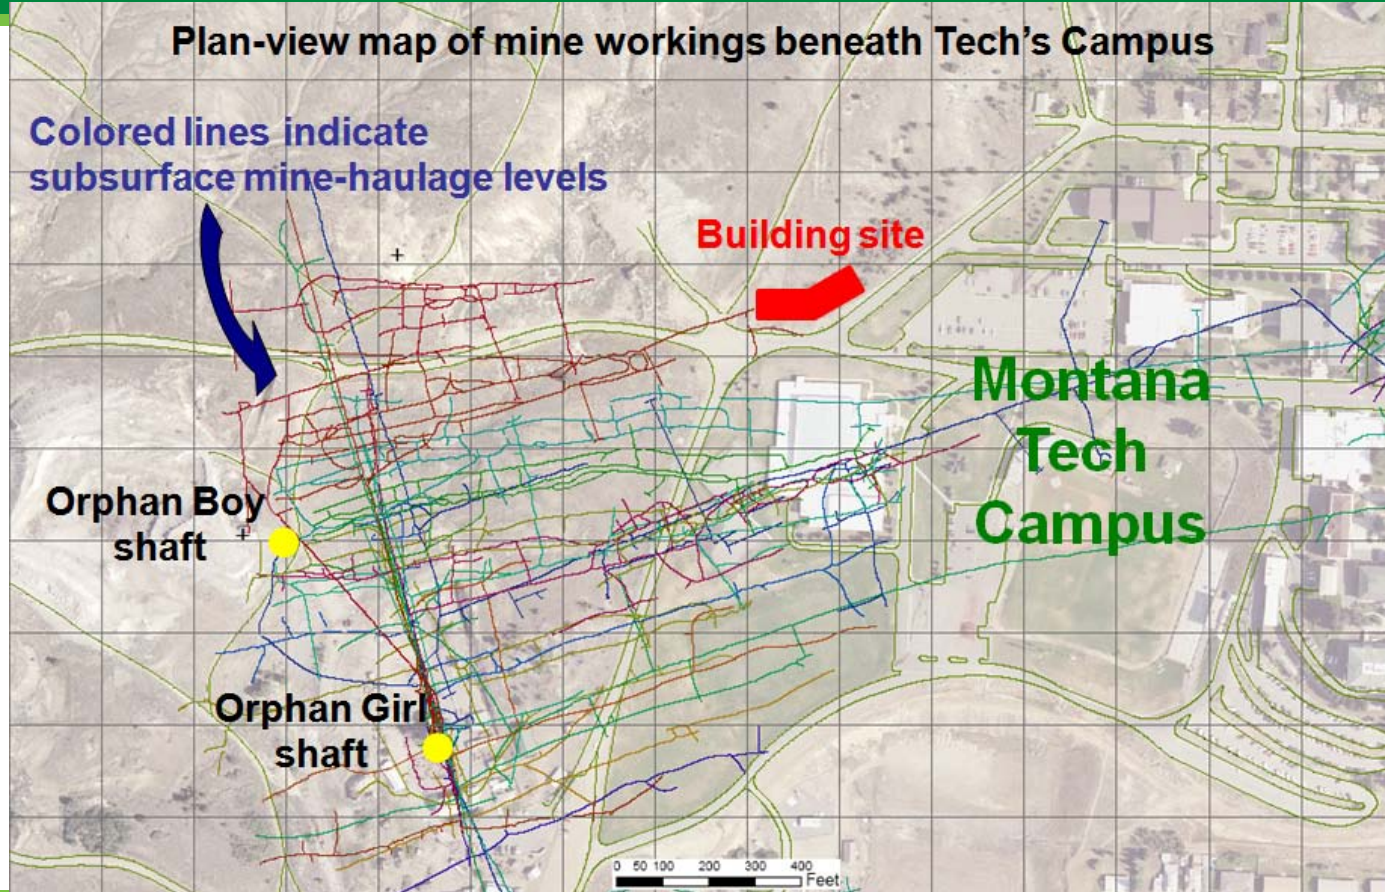 Plan-view map of mine workings beneath Tech's Campus
Colored lines indicate
subsurface mine-haulage levels
Building site
Montana
Tech
Campus
Orphan Boy
shaft
Orphan Girl
shaft
0 50 100 200 300 400
Feet